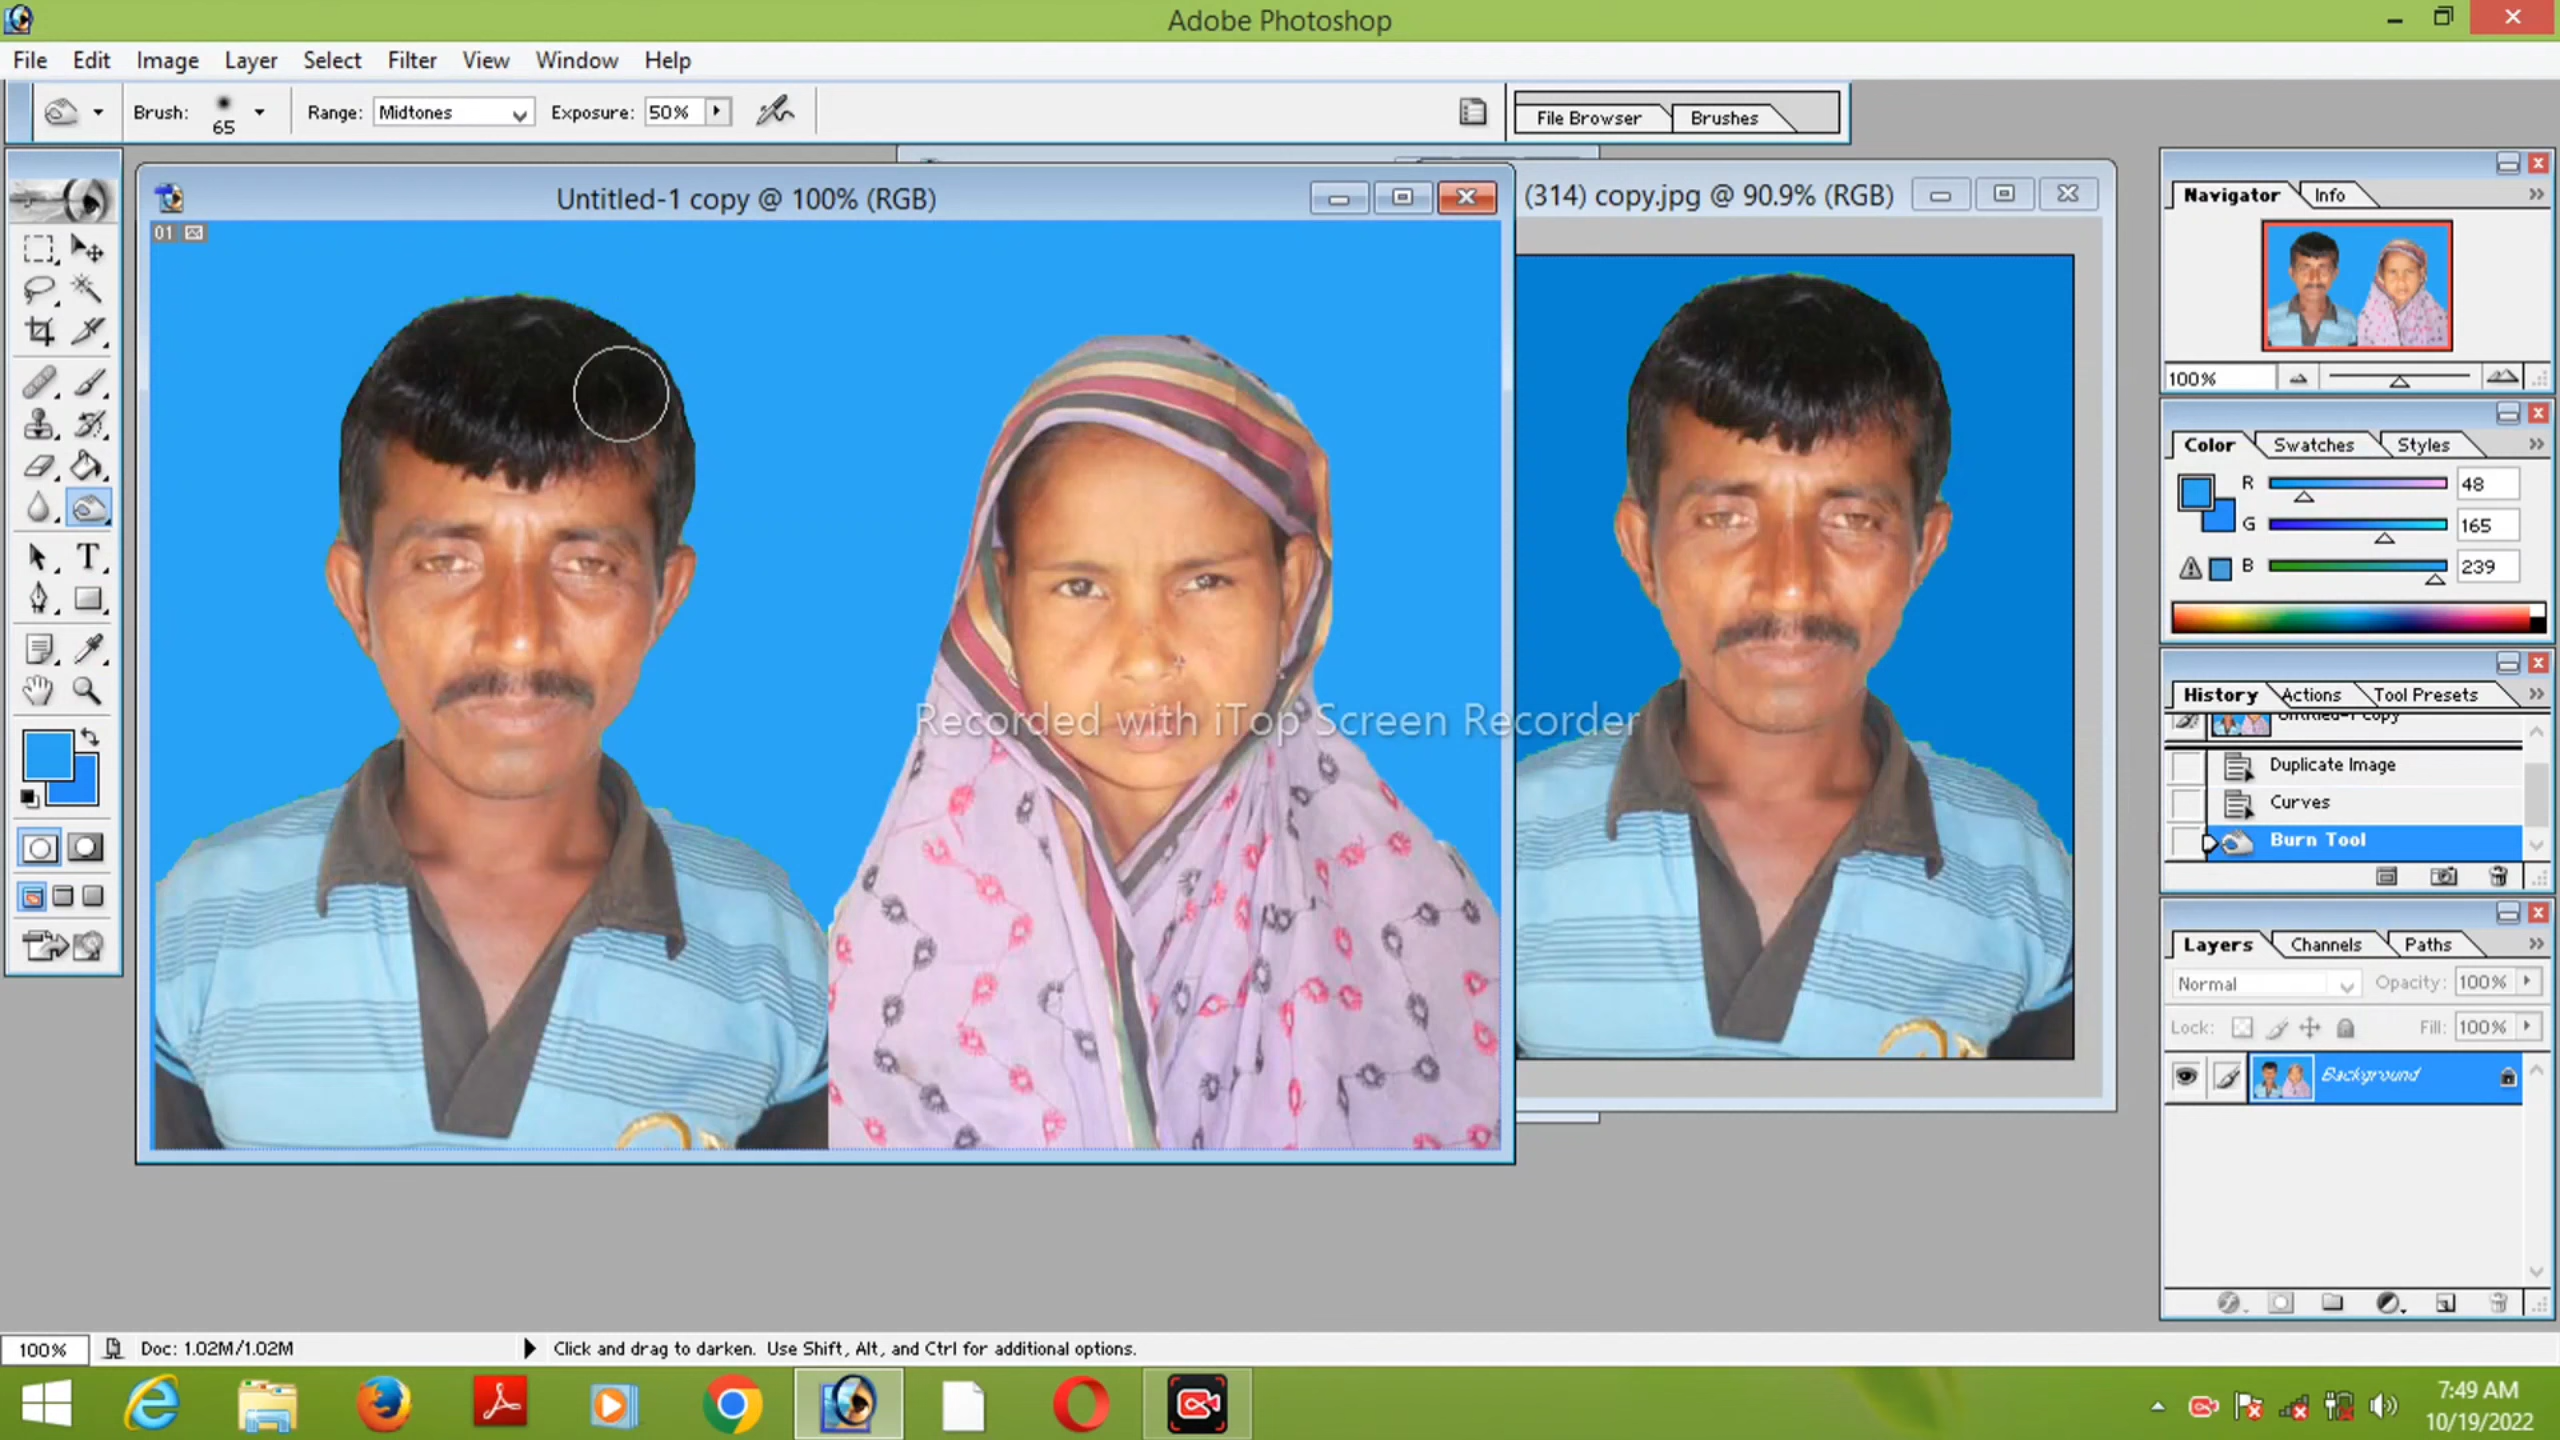 Adobe Photoshop
File Edit Image Layer Select Filter View Window Help
Brush: 65 Range: Midtones Exposure: 50%
File Browser Brushes
Untitled-1 copy @ 100% (RGB)
(314) copy.jpg @ 90.9% (RGB)
01
Navigator Info
100%
Color Swatches Styles
R 48
G 165
B 239
History Actions Tool Presets
Untitled-1 copy
Duplicate Image
Curves
Burn Tool
Layers Channels Paths
Normal Opacity: 100%
Lock: Fill: 100%
Background
T
Recorded with iTop Screen Recorder
100% Doc: 1.02M/1.02M Click and drag to darken. Use Shift, Alt, and Ctrl for additional options.
7:49 AM
10/19/2022